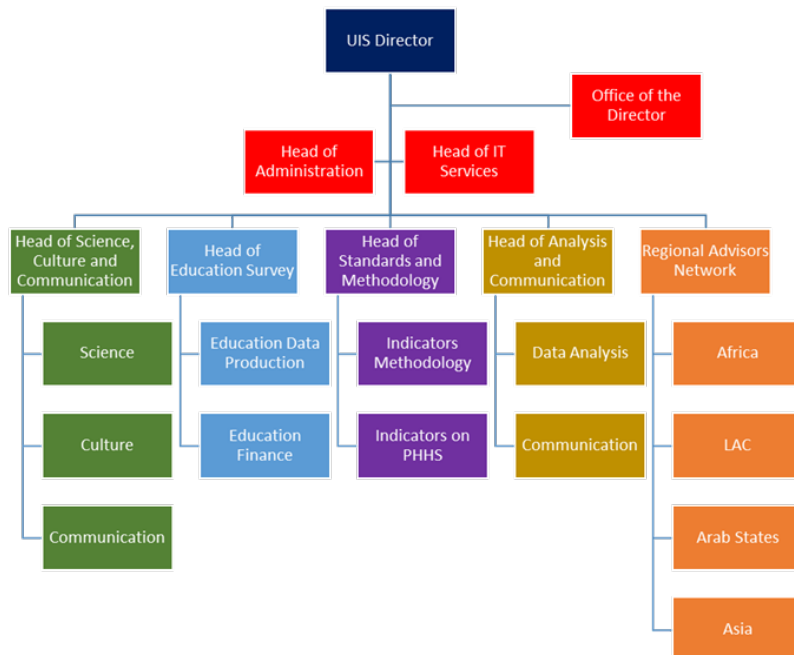 UIS Director
Office of the
Director
Head of
Administration
Head of IT
Services
Head of Science,
Culture and
Communication
Head of
Education Survey
Head of
Standards and
Methodology
Head of Analysis
and
Communication
Regional Advisors
Network
Science
Education Data
Production
Indicators
Methodology
Data Analysis
Africa
Culture
Education
Finance
Indicators on
PHHS
Communication
LAC
Communication
Arab States
Asia